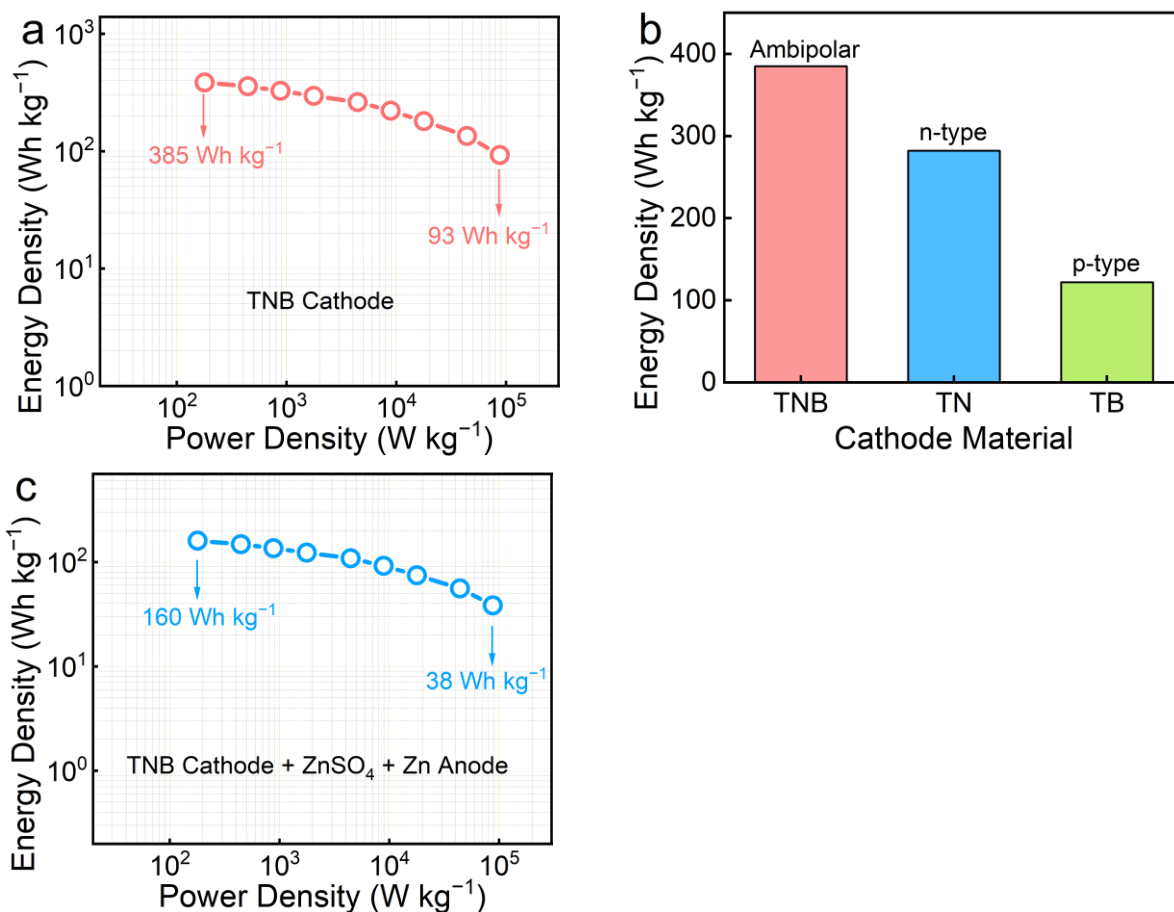 a
Energy Density (Wh kg⁻¹)
10³
10²
10¹
10⁰
385 Wh kg⁻¹
93 Wh kg⁻¹
TNB Cathode
10² 10³ 10⁴ 10⁵
Power Density (W kg⁻¹)
b
Energy Density (Wh kg⁻¹)
400
300
200
100
0
Ambipolar
n-type
p-type
TNB TN TB
Cathode Material
c
Energy Density (Wh kg⁻¹)
10²
10¹
10⁰
160 Wh kg⁻¹
38 Wh kg⁻¹
TNB Cathode + ZnSO₄ + Zn Anode
10² 10³ 10⁴ 10⁵
Power Density (W kg⁻¹)